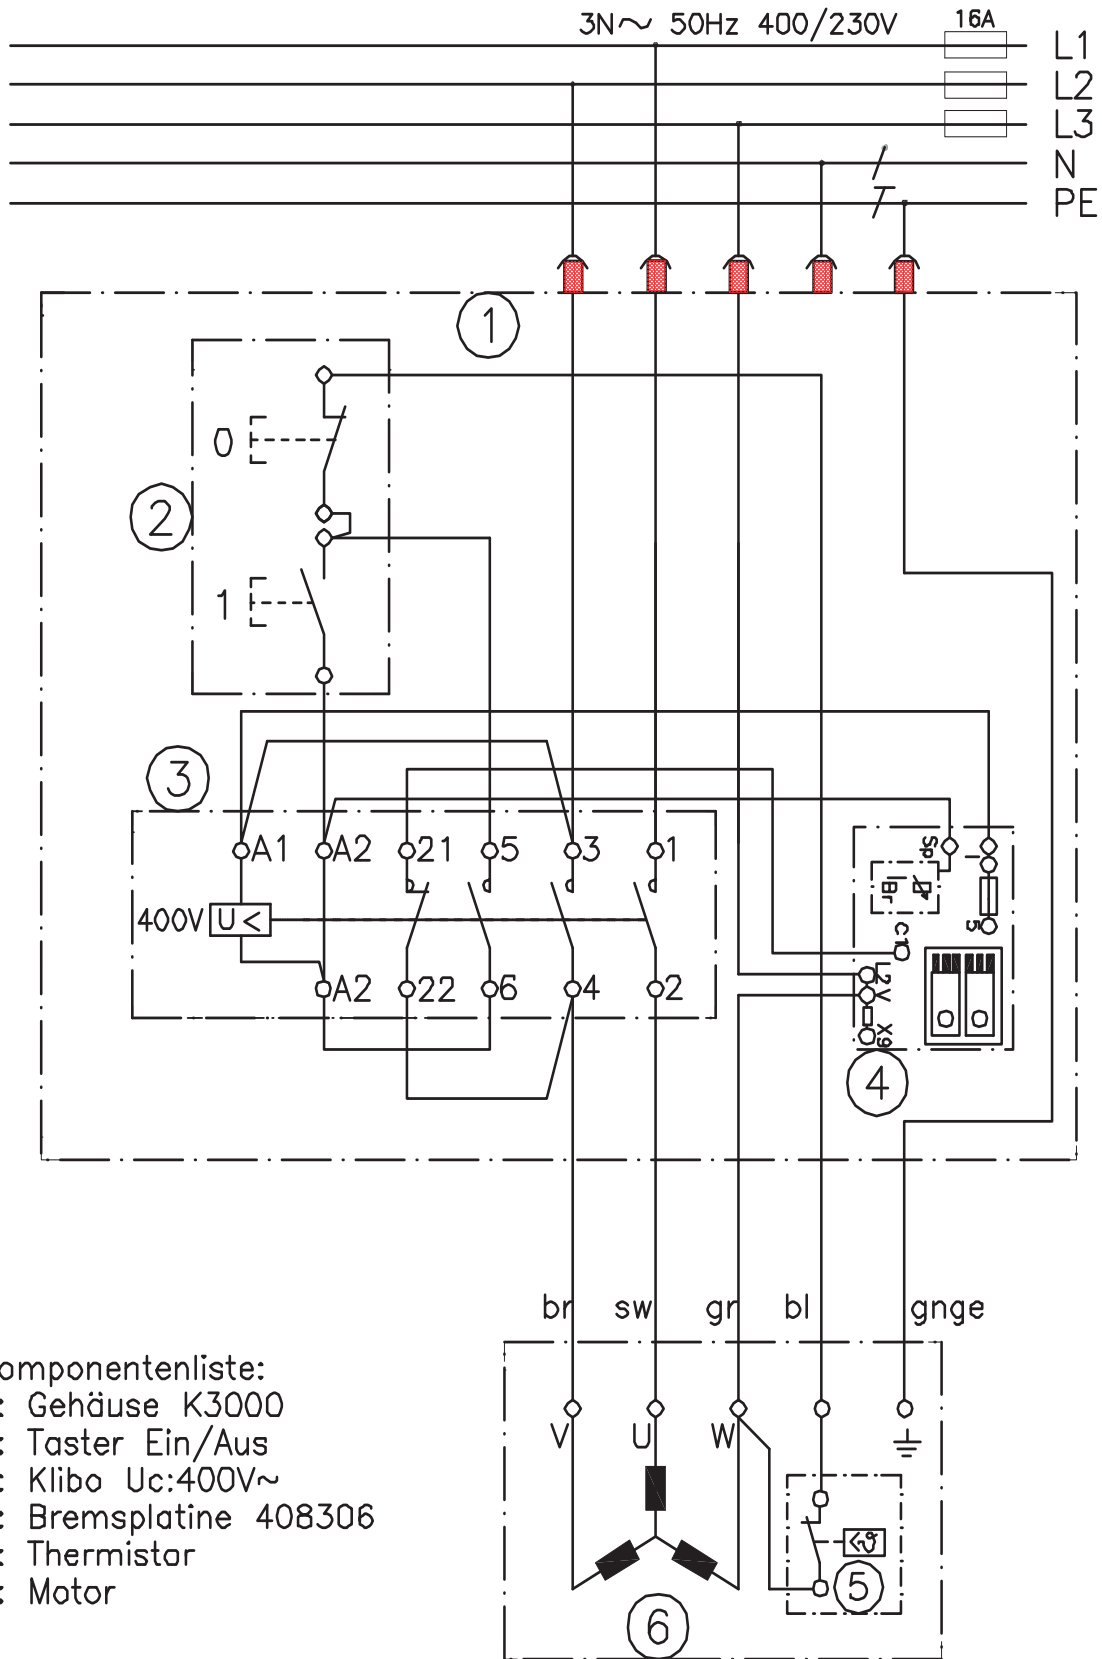 3N～ 50Hz 400/230V
16A
L1
L2
L3
N
PE
1
0
2
1
3
A1
A2
21
5
3
1
400V
U<
A2
22
6
4
2
Sp
1
Br
I
5
C1
L2
V
X9
4
br
sw
gr
bl
gnge
omponentenliste:
: Gehäuse K3000
: Taster Ein/Aus
: Klibo Uc:400V~
: Bremsplatine 408306
: Thermistor
: Motor
V
U
W
<ϑ
5
6